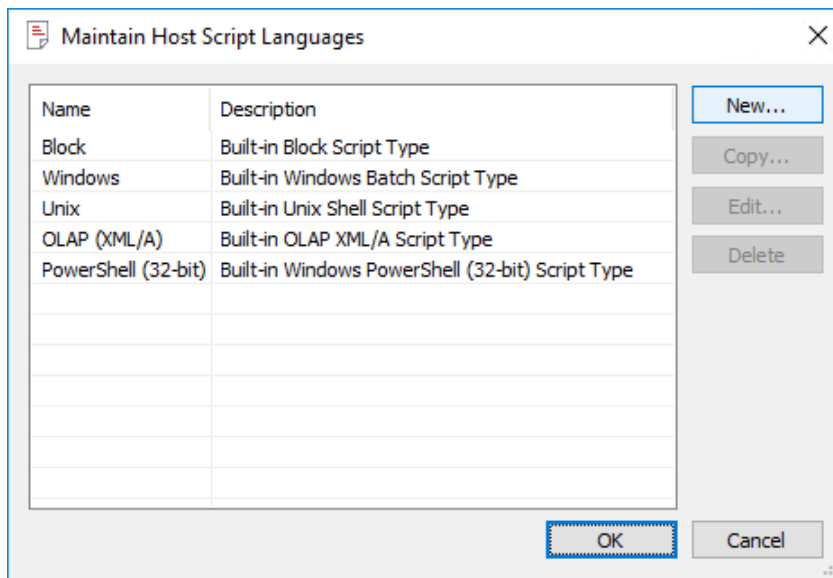 Maintain Host Script Languages
Name Description
Block Built-in Block Script Type
Windows Built-in Windows Batch Script Type
Unix Built-in Unix Shell Script Type
OLAP (XML/A) Built-in OLAP XML/A Script Type
PowerShell (32-bit) Built-in Windows PowerShell (32-bit) Script Type
New...
Copy...
Edit...
Delete
OK Cancel